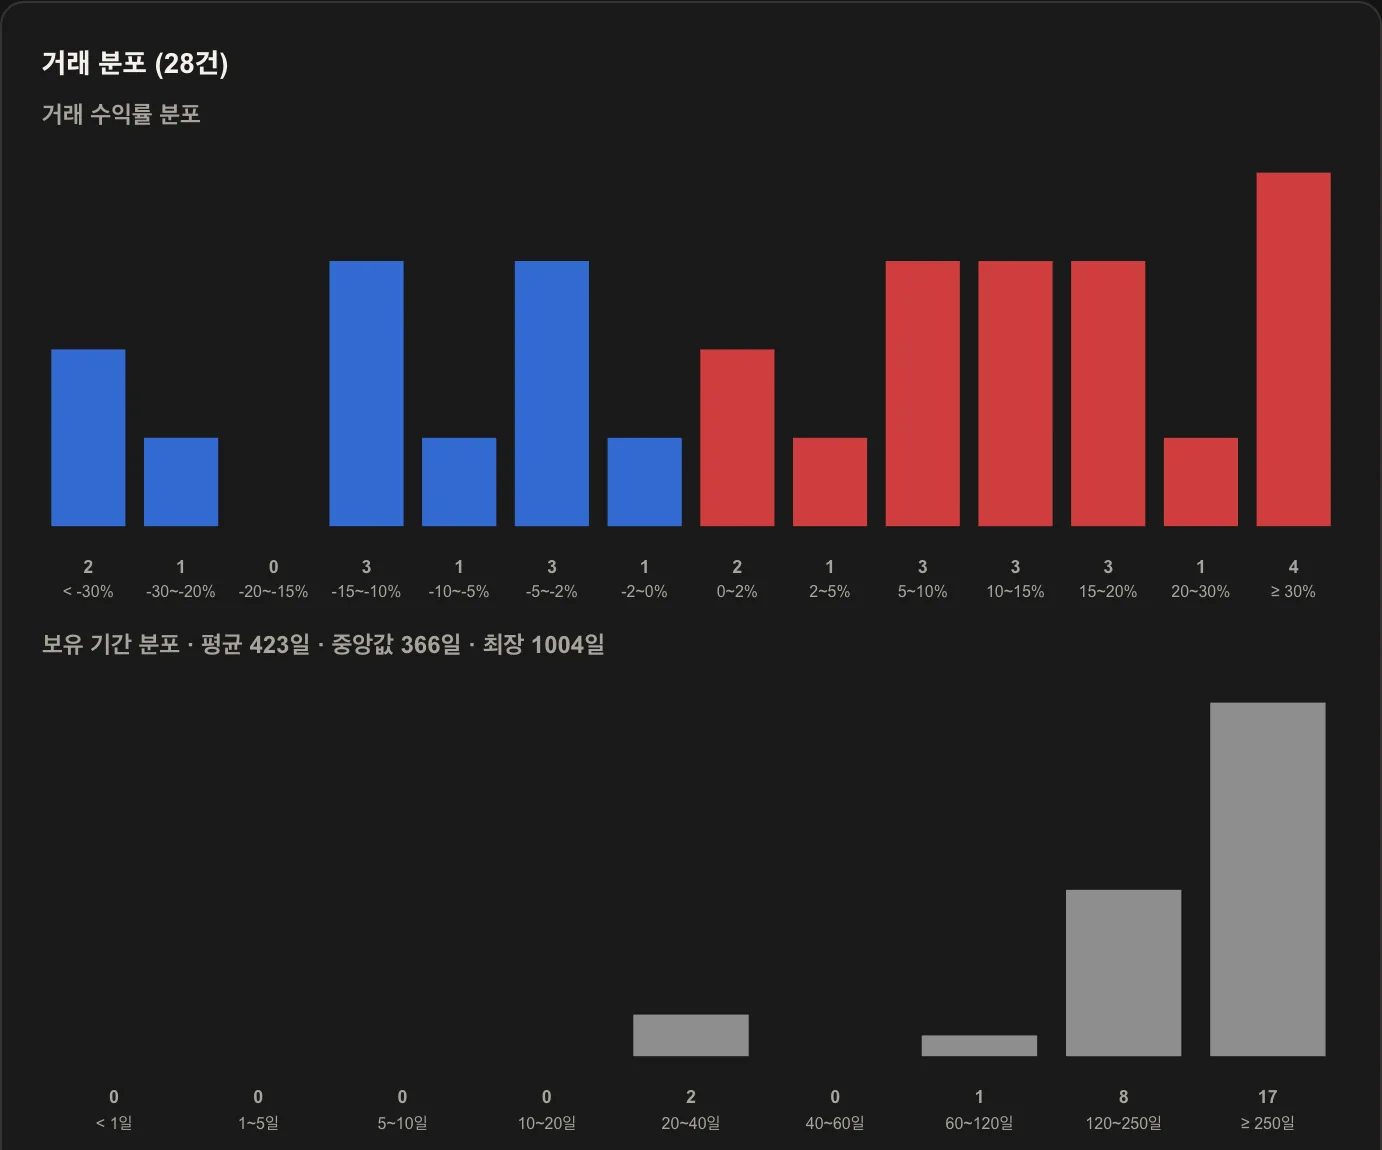 거래 분포 (28건)
거래 수익률 분포
2 1 0 3 1 3 1 2 1 3 3 3 1 4
< -30% -30~-20% -20~-15% -15~-10% -10~-5% -5~-2% -2~0% 0~2% 2~5% 5~10% 10~15% 15~20% 20~30% ≥ 30%
보유 기간 분포 · 평균 423일 · 중앙값 366일 · 최장 1004일
0 0 0 0 2 0 1 8 17
< 1일 1~5일 5~10일 10~20일 20~40일 40~60일 60~120일 120~250일 ≥ 250일